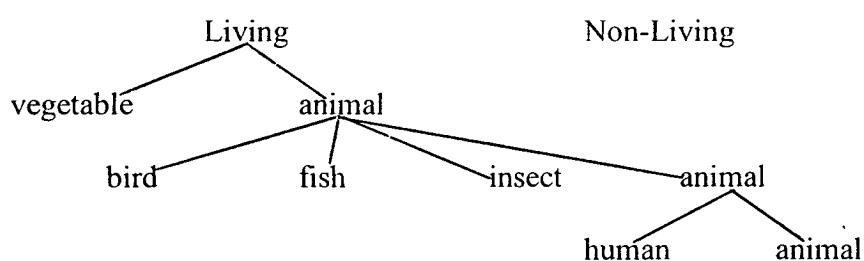 Living Non-Living
vegetable animal
bird fish insect animal
human animal